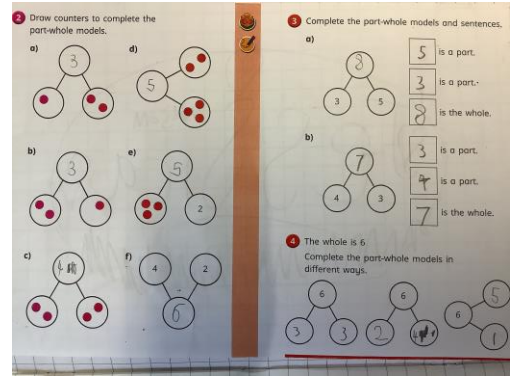 2 Draw counters to complete the
part-whole models.
a)
3
d)
5
b)
3
e)
5
2
c)
4
f)
4 2
6
3 Complete the part-whole models and sentences.
a)
8
3 5
5 is a part.
3 is a part.
8 is the whole.
b)
7
4 3
3 is a part.
4 is a part.
7 is the whole.
4 The whole is 6
Complete the part-whole models in
different ways.
6
3 3
6
2 4
6
5
1